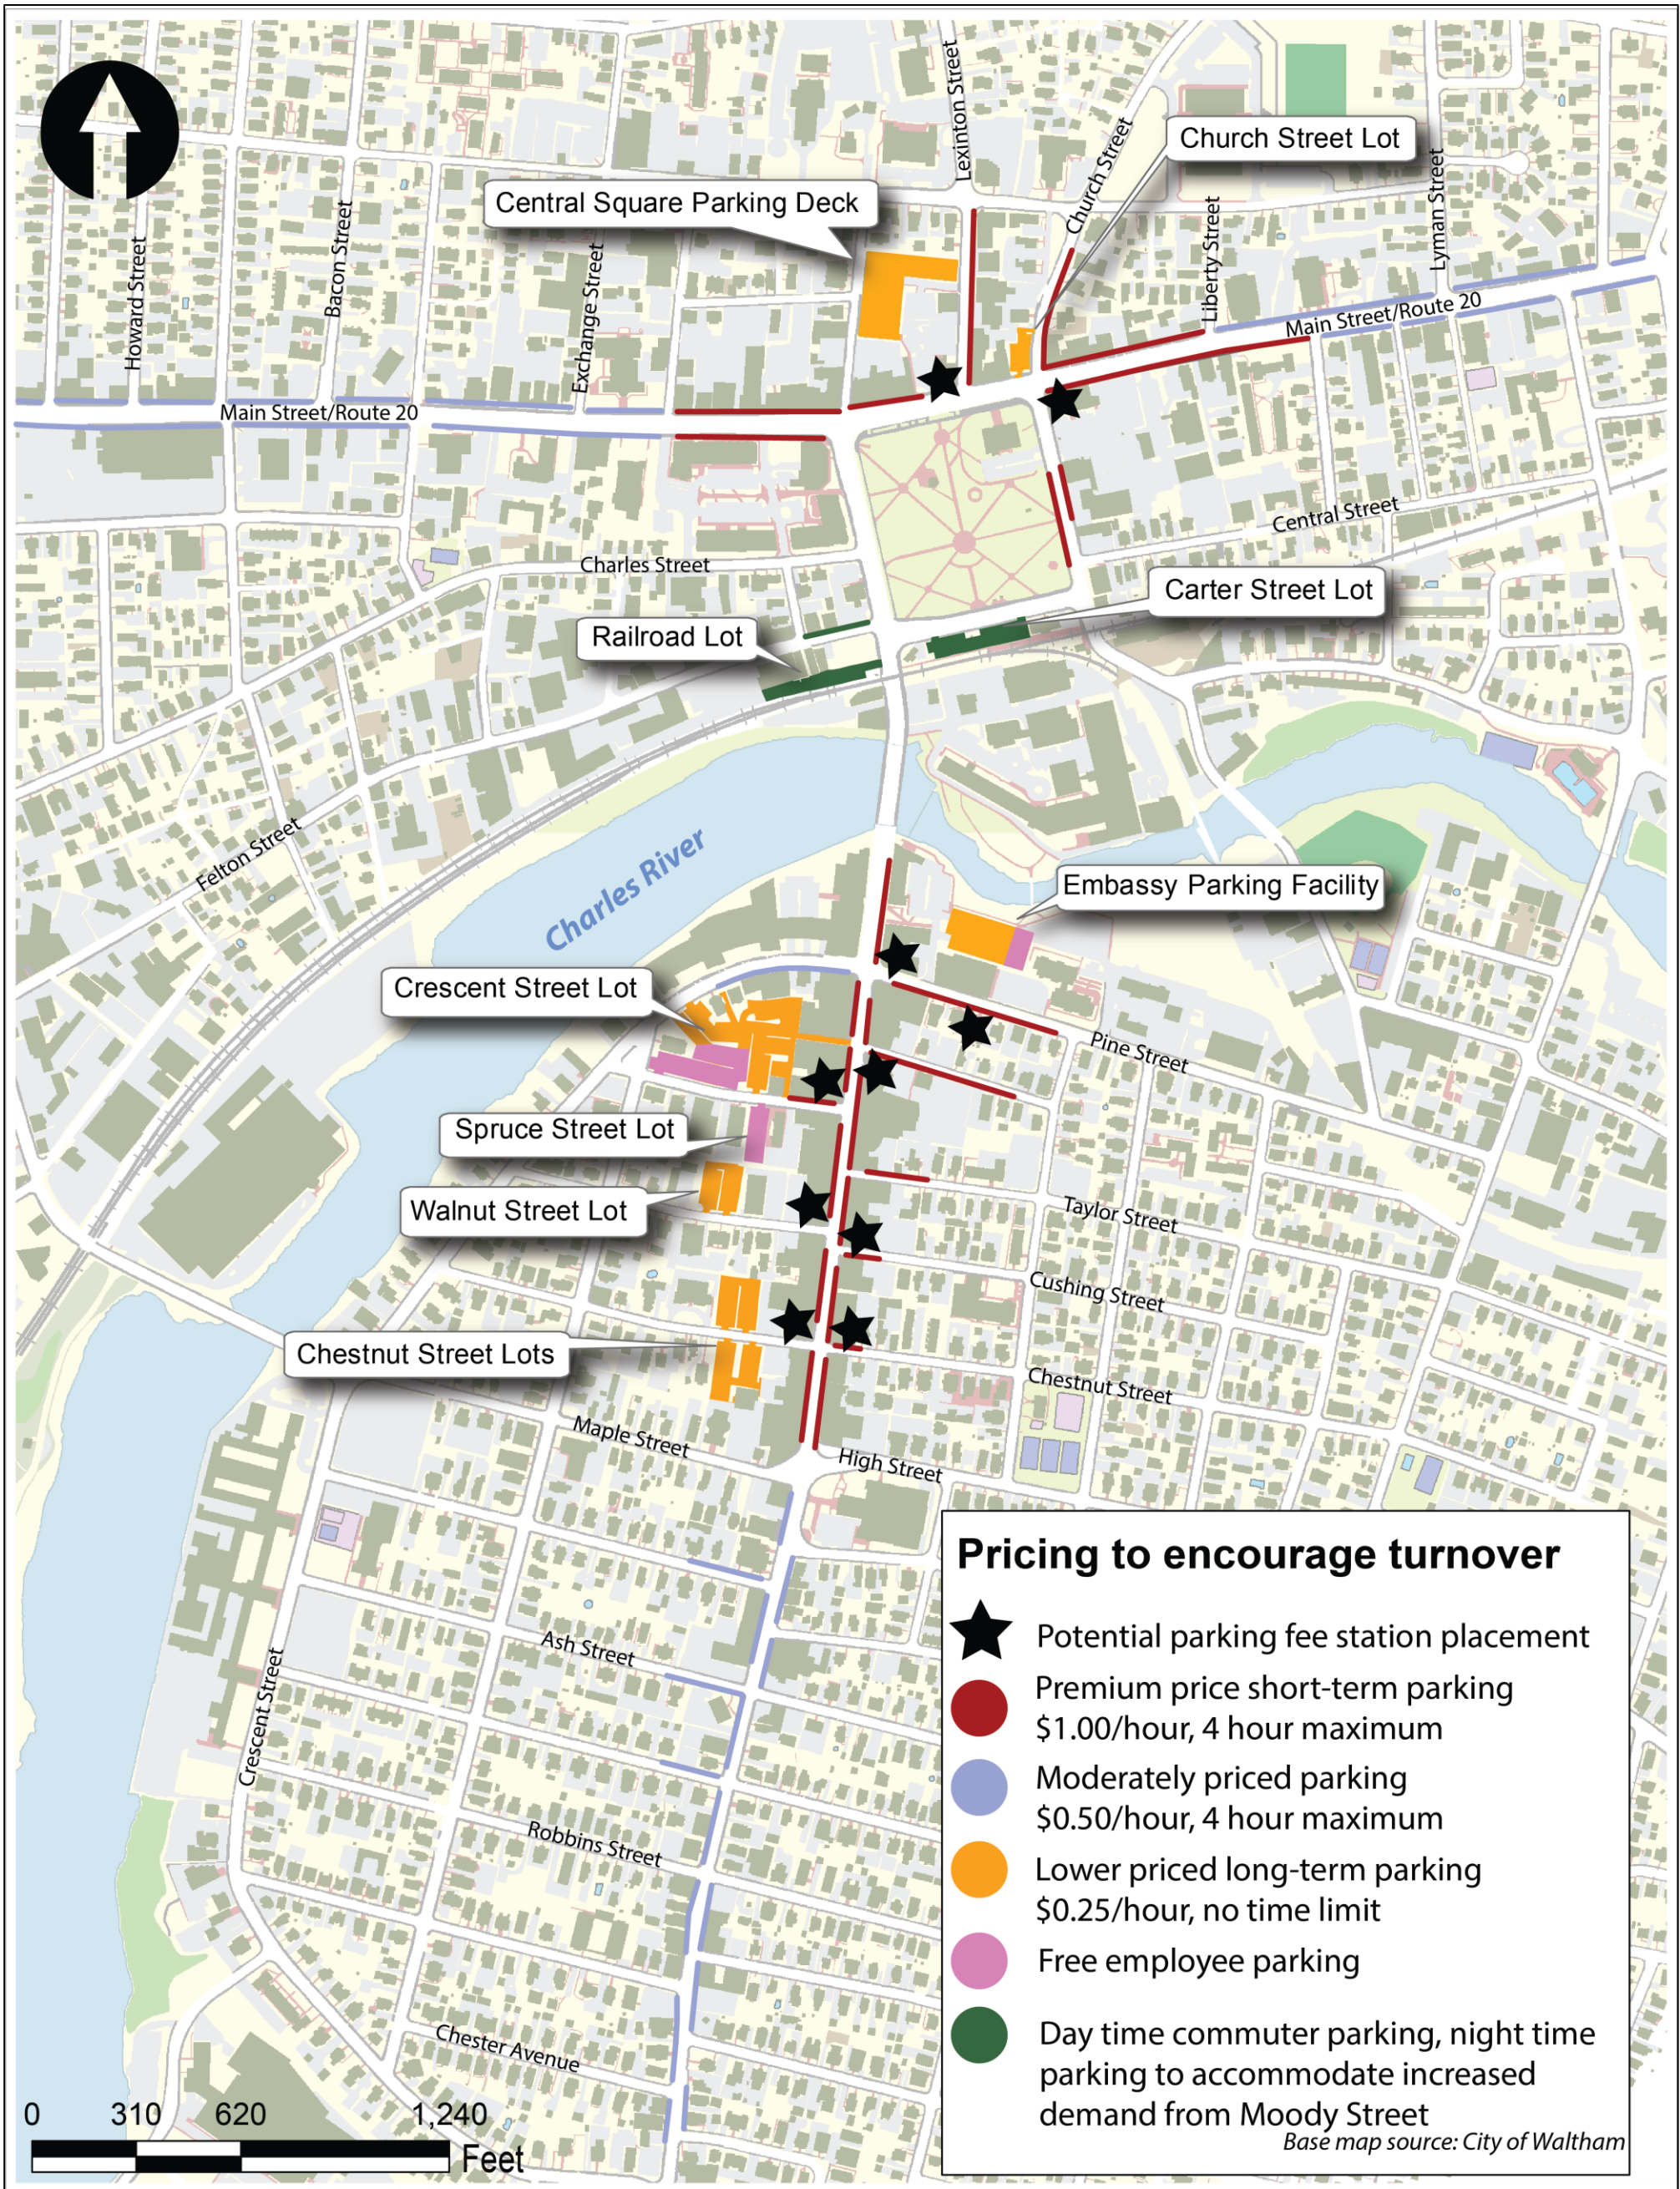 Lexinton Street
Church Street
Church Street Lot
Central Square Parking Deck
Howard Street
Bacon Street
Exchange Street
Liberty Street
Lyman Street
Main Street/Route 20
Main Street/Route 20
Central Street
Charles Street
Carter Street Lot
Railroad Lot
Felton Street
Charles River
Embassy Parking Facility
Crescent Street Lot
Pine Street
Spruce Street Lot
Walnut Street Lot
Taylor Street
Cushing Street
Chestnut Street Lots
Chestnut Street
Maple Street
High Street
Ash Street
Crescent Street
Robbins Street
Chester Avenue
0 310 620 1,240
Feet
Pricing to encourage turnover
Potential parking fee station placement
Premium price short-term parking
$1.00/hour, 4 hour maximum
Moderately priced parking
$0.50/hour, 4 hour maximum
Lower priced long-term parking
$0.25/hour, no time limit
Free employee parking
Day time commuter parking, night time
parking to accommodate increased
demand from Moody Street
Base map source: City of Waltham